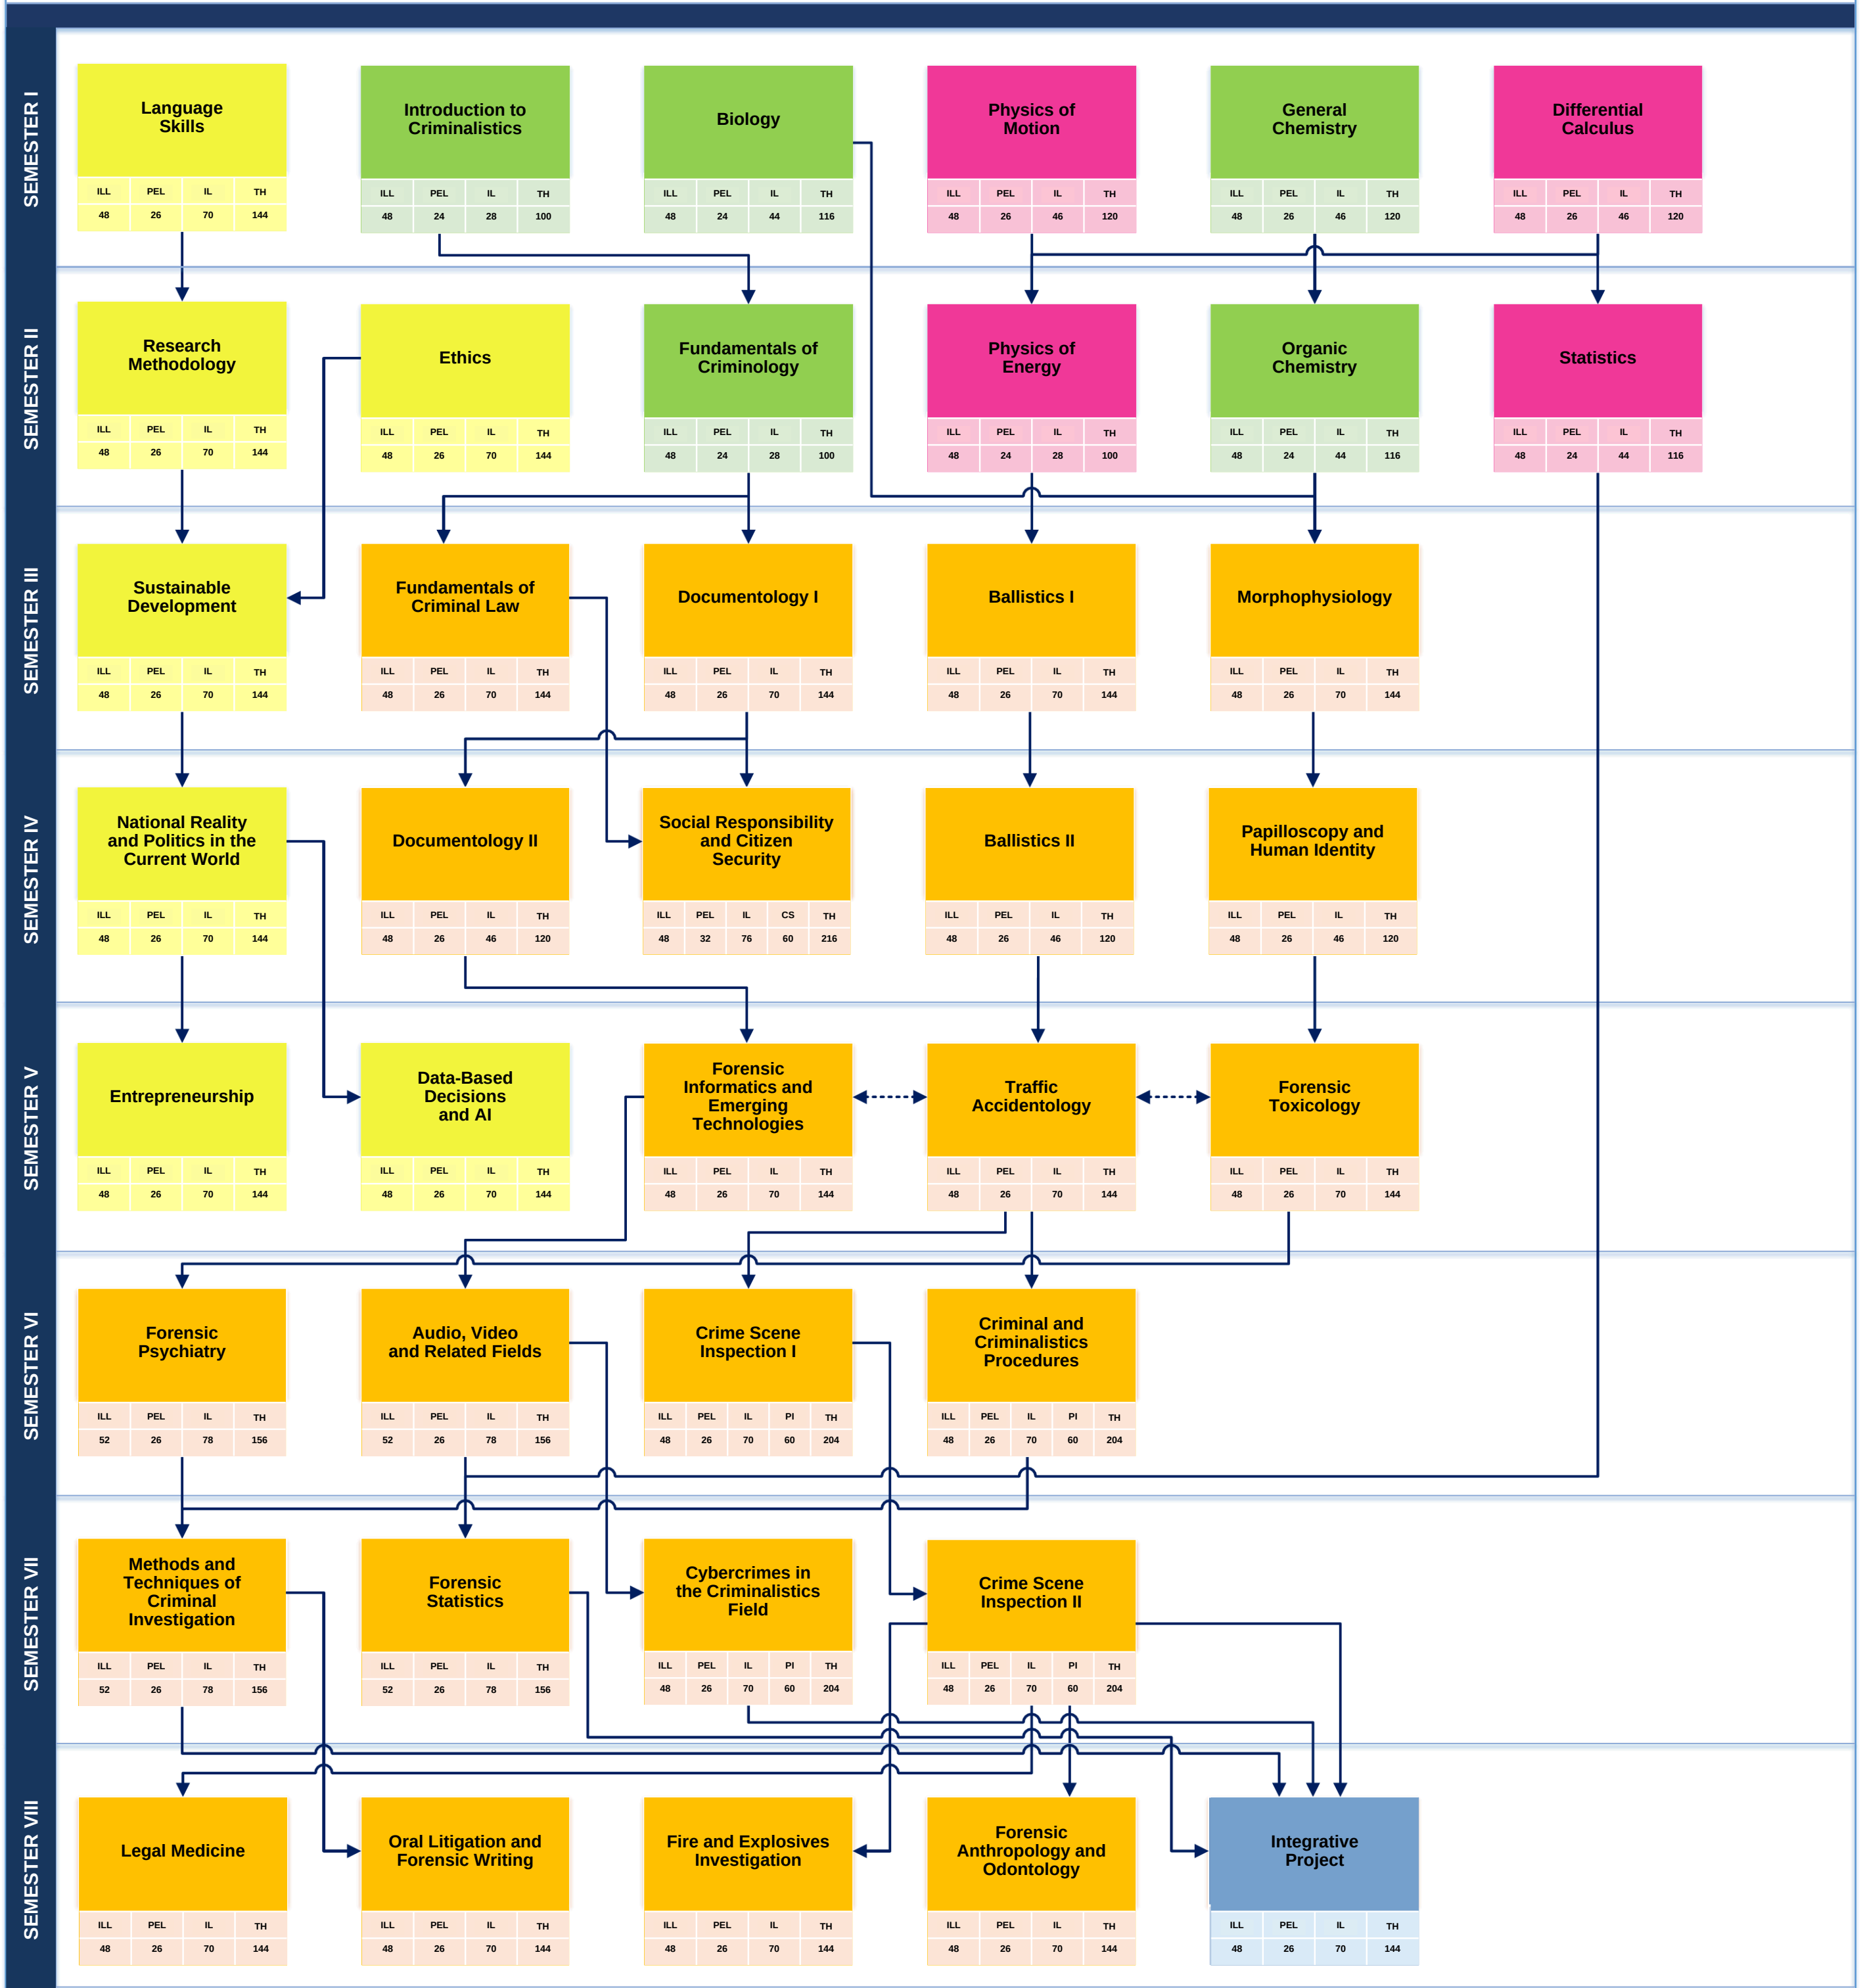 SEMESTER I
Language
Skills
ILL PEL IL TH
48 26 70 144
Introduction to
Criminalistics
ILL PEL IL TH
48 24 28 100
Biology
ILL PEL IL TH
48 24 44 116
Physics of
Motion
ILL PEL IL TH
48 26 46 120
General
Chemistry
ILL PEL IL TH
48 26 46 120
Differential
Calculus
ILL PEL IL TH
48 26 46 120
SEMESTER II
Research
Methodology
ILL PEL IL TH
48 26 70 144
Ethics
ILL PEL IL TH
48 26 70 144
Fundamentals of
Criminology
ILL PEL IL TH
48 24 28 100
Physics of
Energy
ILL PEL IL TH
48 24 28 100
Organic
Chemistry
ILL PEL IL TH
48 24 44 116
Statistics
ILL PEL IL TH
48 24 44 116
SEMESTER III
Sustainable
Development
ILL PEL IL TH
48 26 70 144
Fundamentals of
Criminal Law
ILL PEL IL TH
48 26 70 144
Documentology I
ILL PEL IL TH
48 26 70 144
Ballistics I
ILL PEL IL TH
48 26 70 144
Morphophysiology
ILL PEL IL TH
48 26 70 144
SEMESTER IV
National Reality
and Politics in the
Current World
ILL PEL IL TH
48 26 70 144
Documentology II
ILL PEL IL TH
48 26 46 120
Social Responsibility
and Citizen
Security
ILL PEL IL CS TH
48 32 76 60 216
Ballistics II
ILL PEL IL TH
48 26 46 120
Papilloscopy and
Human Identity
ILL PEL IL TH
48 26 46 120
SEMESTER V
Entrepreneurship
ILL PEL IL TH
48 26 70 144
Data-Based
Decisions
and AI
ILL PEL IL TH
48 26 70 144
Forensic
Informatics and
Emerging
Technologies
ILL PEL IL TH
48 26 70 144
Traffic
Accidentology
ILL PEL IL TH
48 26 70 144
Forensic
Toxicology
ILL PEL IL TH
48 26 70 144
SEMESTER VI
Forensic
Psychiatry
ILL PEL IL TH
52 26 78 156
Audio, Video
and Related Fields
ILL PEL IL TH
52 26 78 156
Crime Scene
Inspection I
ILL PEL IL PI TH
48 26 70 60 204
Criminal and
Criminalistics
Procedures
ILL PEL IL PI TH
48 26 70 60 204
SEMESTER VII
Methods and
Techniques of
Criminal
Investigation
ILL PEL IL TH
52 26 78 156
Forensic
Statistics
ILL PEL IL TH
52 26 78 156
Cybercrimes in
the Criminalistics
Field
ILL PEL IL PI TH
48 26 70 60 204
Crime Scene
Inspection II
ILL PEL IL PI TH
48 26 70 60 204
SEMESTER VIII
Legal Medicine
ILL PEL IL TH
48 26 70 144
Oral Litigation and
Forensic Writing
ILL PEL IL TH
48 26 70 144
Fire and Explosives
Investigation
ILL PEL IL TH
48 26 70 144
Forensic
Anthropology and
Odontology
ILL PEL IL TH
48 26 70 144
Integrative
Project
ILL PEL IL TH
48 26 70 144